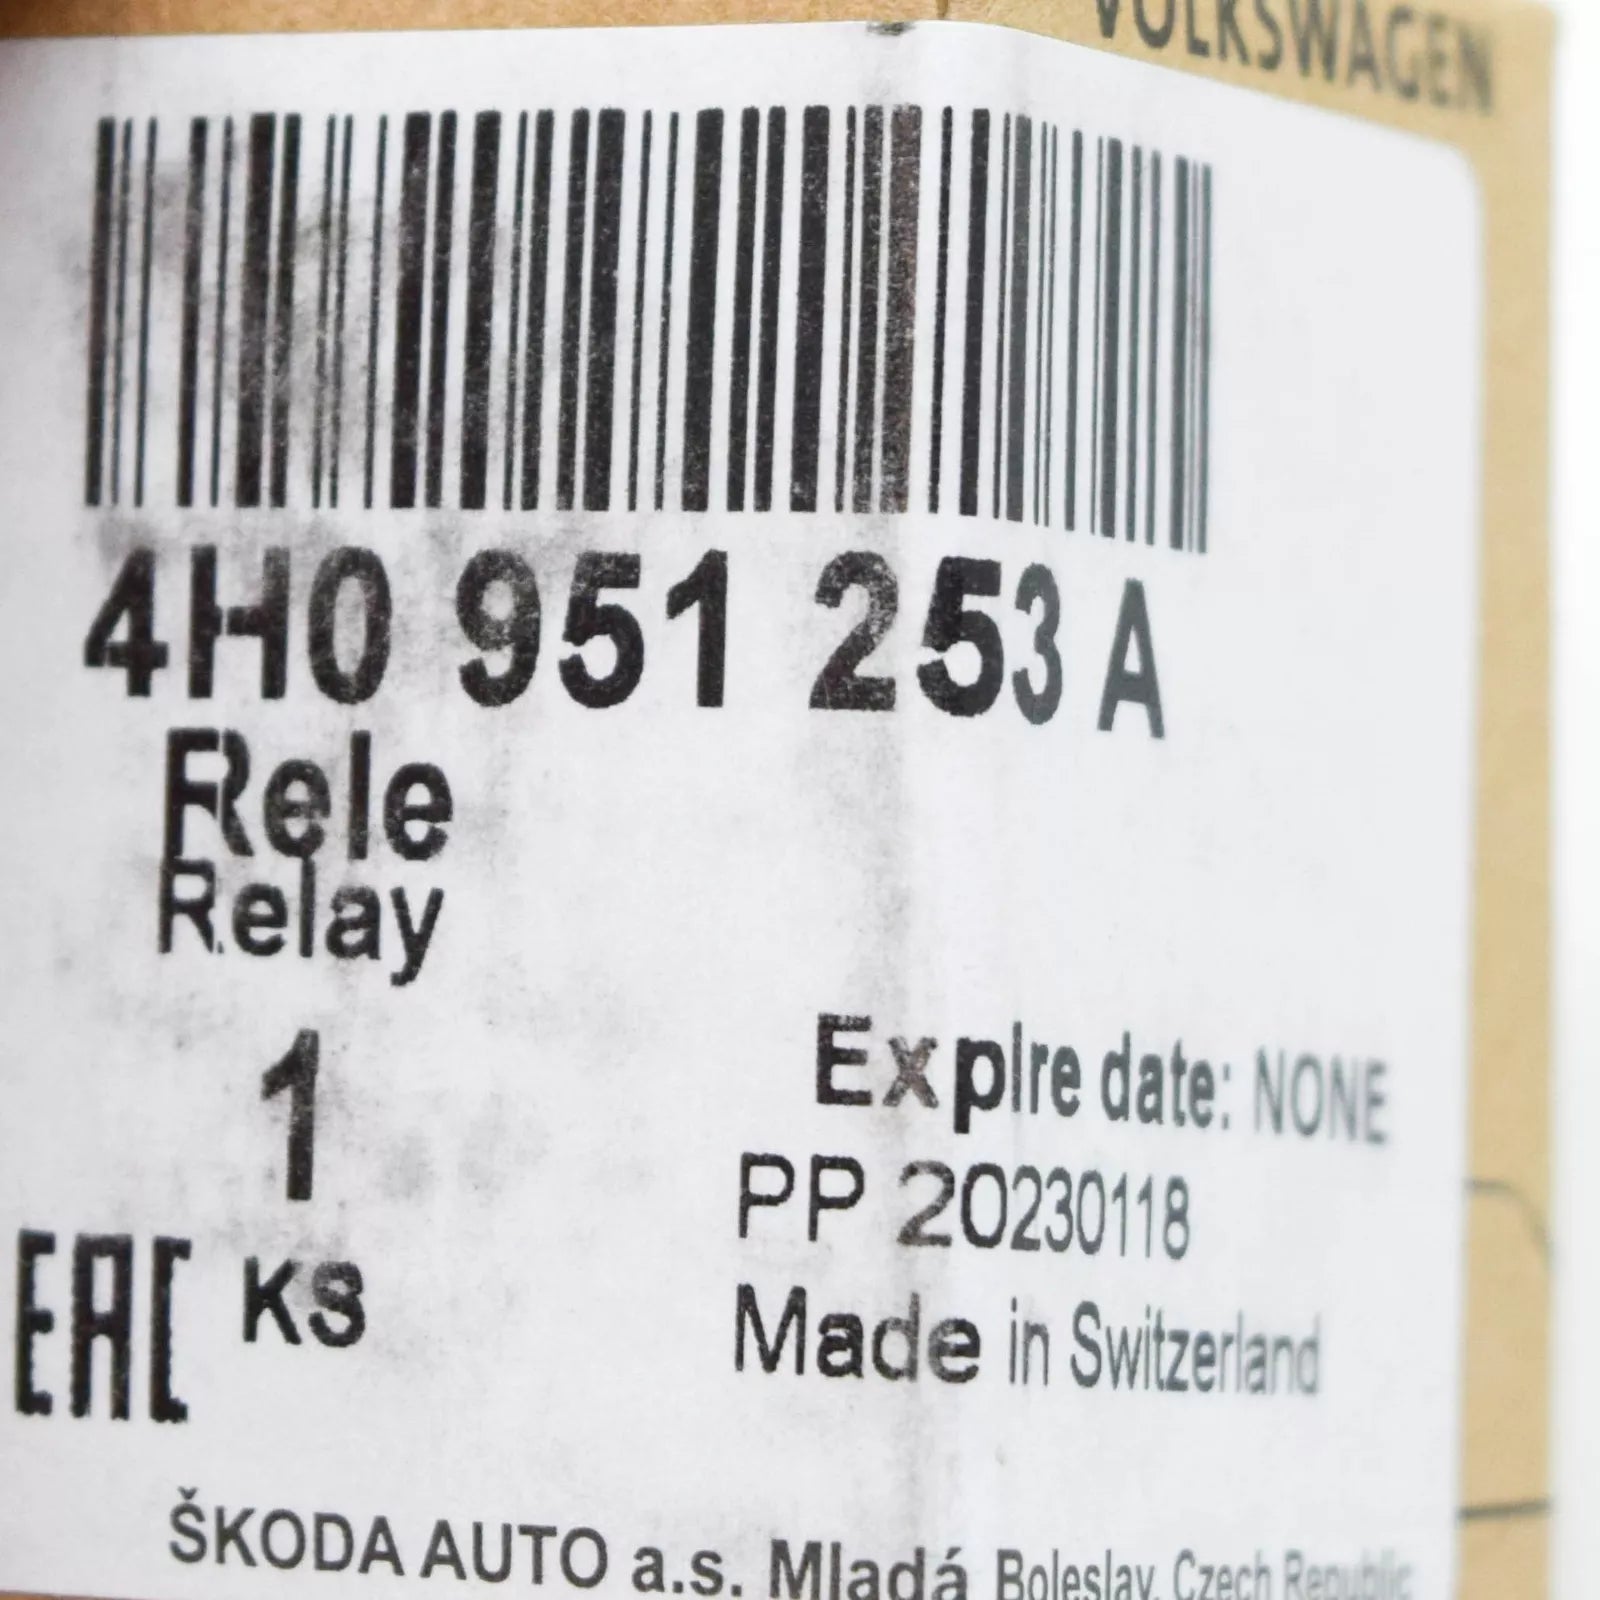 VOLKSWAGEN
4H0 951 253 A
Rele
Relay
1
Expire date: NONE
PP 20230118
EAC KS
Made in Switzerland
ŠKODA AUTO a.s. Mladá Boleslav, Czech Republic